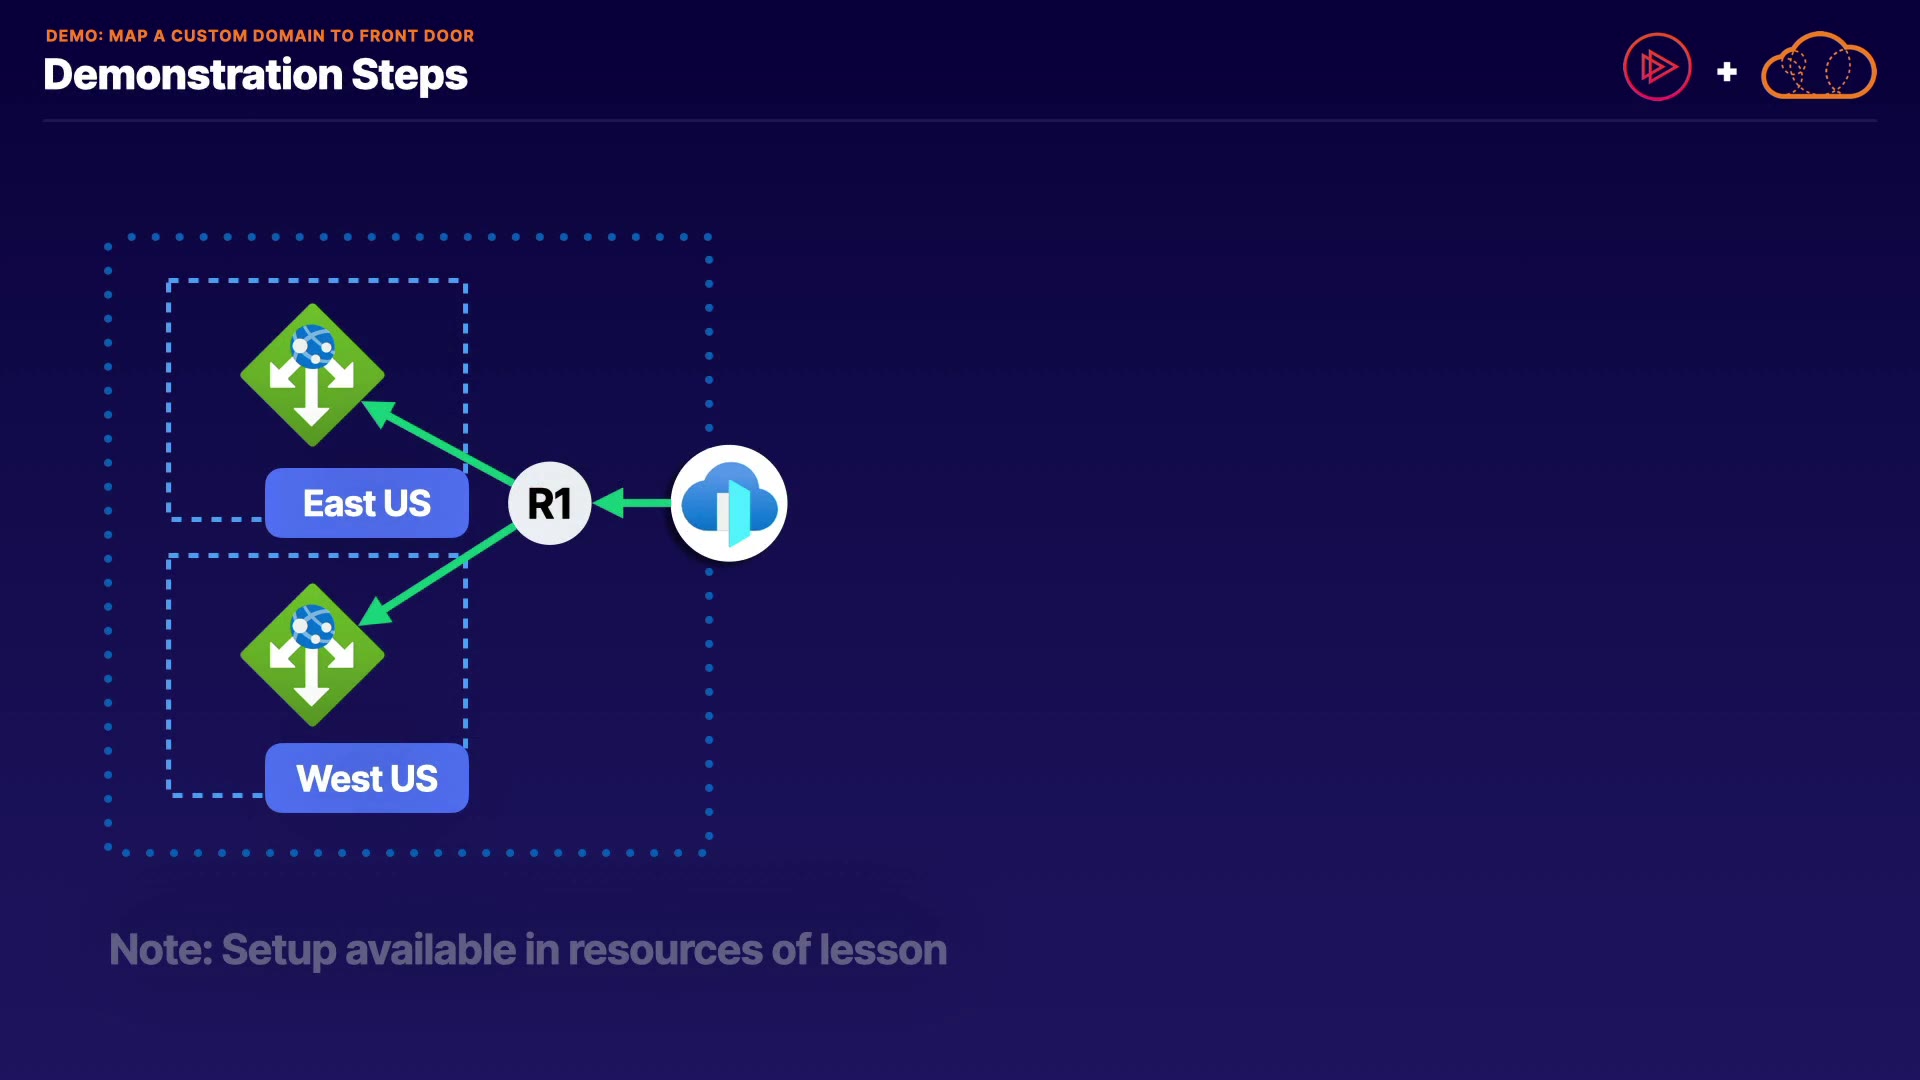 DEMO: MAP A CUSTOM DOMAIN TO FRONT DOOR
Demonstration Steps
East US
R1
West US
Note: Setup available in resources of lesson